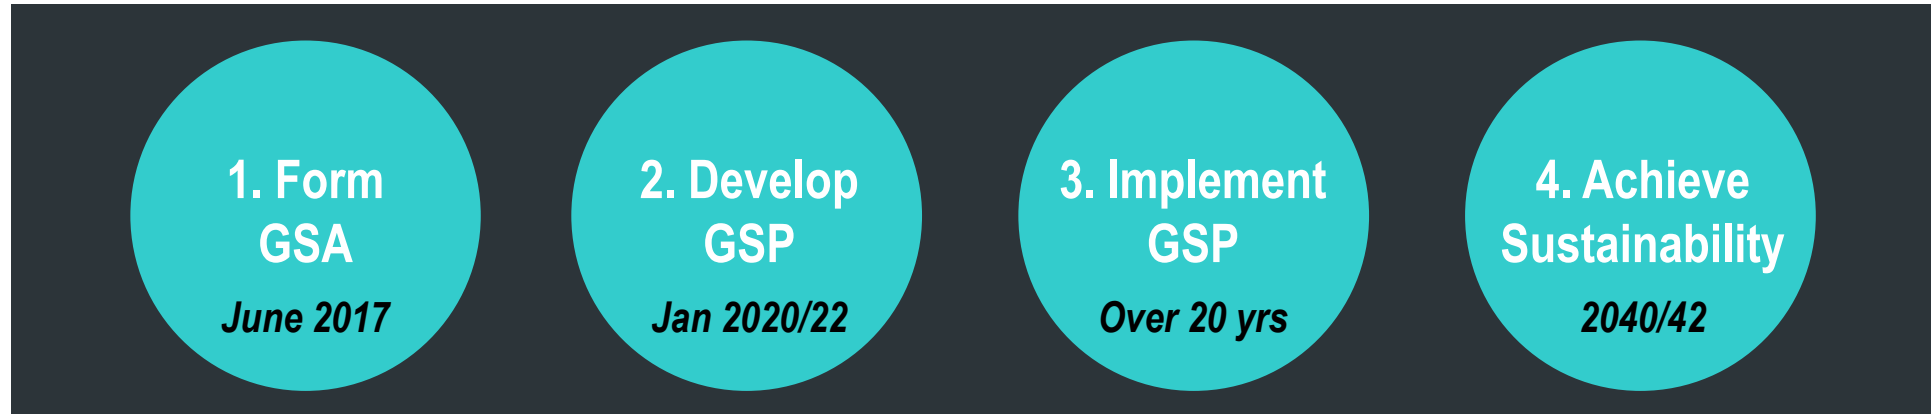 1. Form
GSA
June 2017
2. Develop
GSP
Jan 2020/22
3. Implement
GSP
Over 20 yrs
4. Achieve
Sustainability
2040/42